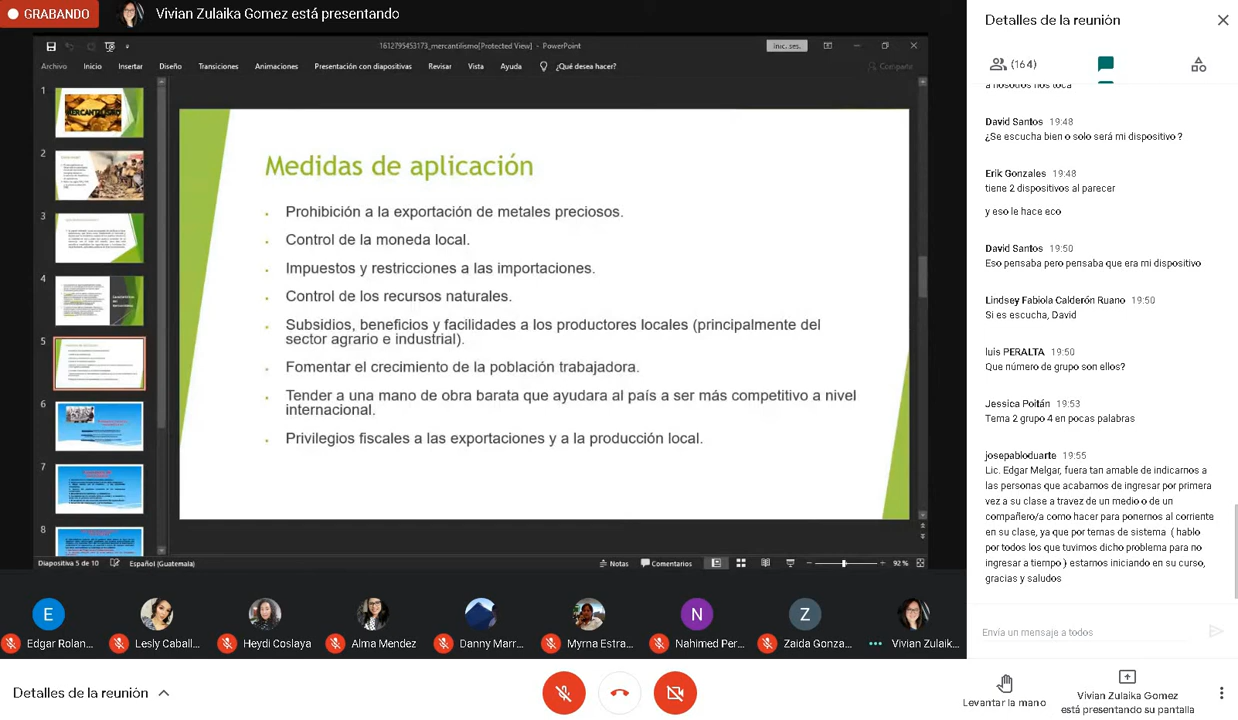 GRABANDO
Vivian Zulaika Gomez está presentando
1612795453173_mercantilismo[Protected View] - PowerPoint
Inic. ses.
Archivo Inicio Insertar Diseño Transiciones Animaciones Presentación con diapositivas Revisar Vista Ayuda ¿Qué desea hacer? Compartir
1
MERCANTILISMO
2
3
4
5
6
7
8
Medidas de aplicación
Prohibición a la exportación de metales preciosos.
Control de la moneda local.
Impuestos y restricciones a las importaciones.
Control de los recursos naturales.
Subsidios, beneficios y facilidades a los productores locales (principalmente del
sector agrario e industrial).
Fomentar el crecimiento de la población trabajadora.
Tender a una mano de obra barata que ayudara al país a ser más competitivo a nivel
internacional.
Privilegios fiscales a las exportaciones y a la producción local.
Diapositiva 5 de 10 Español (Guatemala) Notas Comentarios 92 %
E
N
Z
Edgar Rolan...
Lesly Caball...
Heydi Coslaya
Alma Mendez
Danny Marr...
Myrna Estra...
Nahimed Per...
Zaida Gonza...
Vivian Zulaik...
Detalles de la reunión
Detalles de la reunión
(164)
a nosotros nos toca
David Santos 19:48
¿Se escucha bien o solo será mi dispositivo ?
Erik Gonzales 19:48
tiene 2 dispositivos al parecer
y eso le hace eco
David Santos 19:50
Eso pensaba pero pensaba que era mi dispositivo
Lindsey Fabiola Calderón Ruano 19:50
Si es escucha, David
luis PERALTA 19:50
Que número de grupo son ellos?
Jessica Poitán 19:53
Tema 2 grupo 4 en pocas palabras
josepabloduarte 19:55
Lic. Edgar Melgar, fuera tan amable de indicarnos a
las personas que acabamos de ingresar por primera
vez a su clase a travez de un medio o de un
compañero/a como hacer para ponernos al corriente
en su clase, ya que por temas de sistema ( hablo
por todos los que tuvimos dicho problema para no
ingresar a tiempo ) estamos iniciando en su curso,
gracias y saludos
Envía un mensaje a todos
Levantar la mano
Vivian Zulaika Gomez
está presentando su pantalla